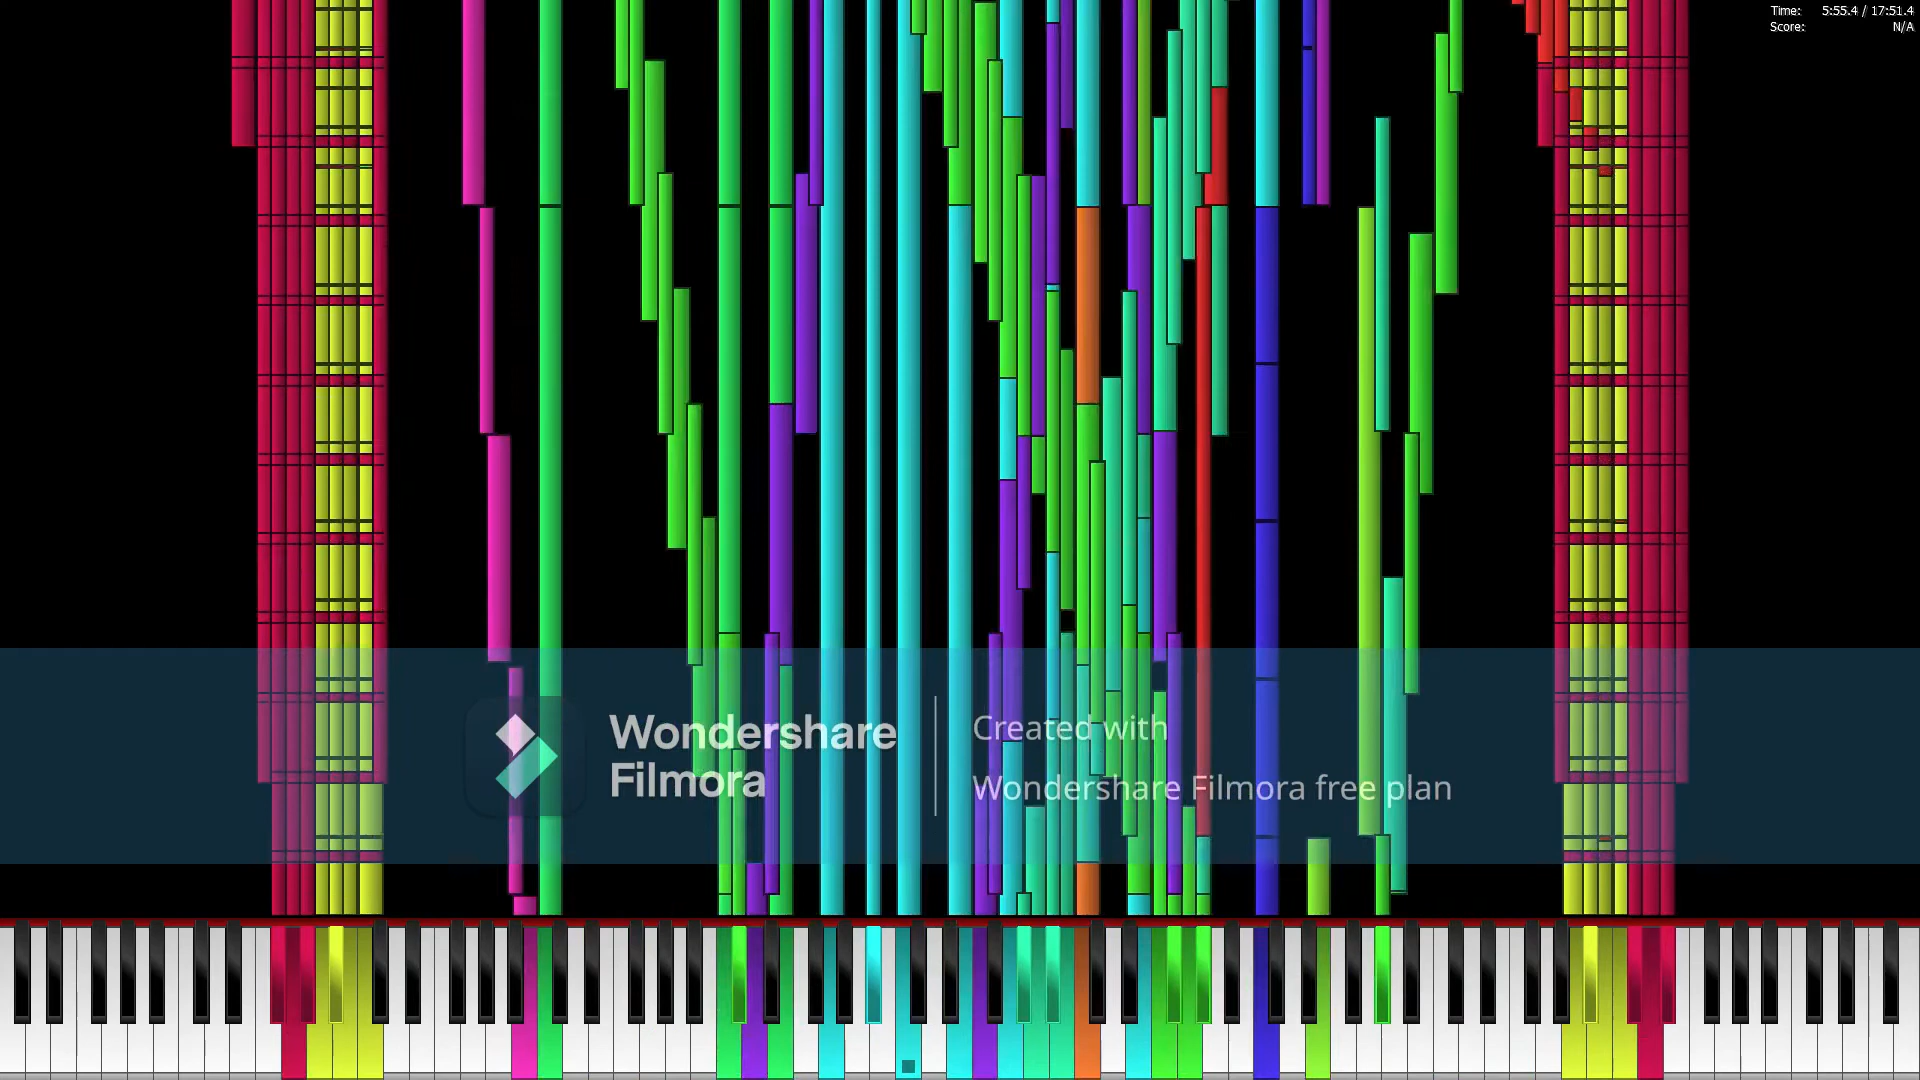 Time: 5:55.4 / 17:51.4
Score: N/A
Wondershare
Filmora
Created with
Wondershare Filmora free plan